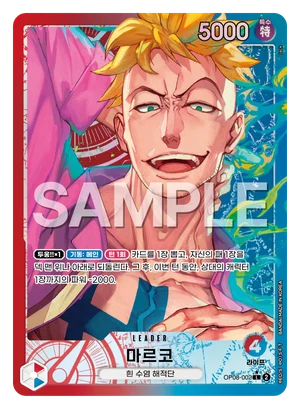 특수
5000 特
SAMPLE
두웅!!×1 기동: 메인 턴 1회 카드를 1장 뽑고, 자신의 패 1장을
덱 맨 위나 아래로 되돌린다. 그 후, 이번 턴 동안, 상대의 캐릭터
1장까지의 파워 -2000.
LEADER
4 마르코
라이프
흰 수염 해적단
OP08-002 L 2